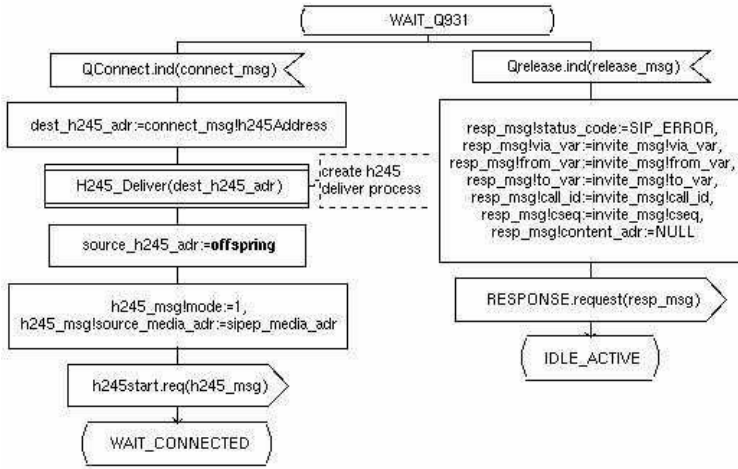 WAIT_Q931
QConnect.ind(connect_msg)
dest_h245_adr:=connect_msg!h245Address
H245_Deliver(dest_h245_adr)
create h245
deliver process
source_h245_adr:=offspring
h245_msg!mode:=1,
h245_msg!source_media_adr:=sipep_media_adr
h245start.req(h245_msg)
WAIT_CONNECTED
Qrelease.ind(release_msg)
resp_msg!status_code:=SIP_ERROR,
resp_msg!via_var:=invite_msg!via_var,
resp_msg!from_var:=invite_msg!from_var,
resp_msg!to_var:=invite_msg!to_var,
resp_msg!call_id:=invite_msg!call_id,
resp_msg!cseq:=invite_msg!cseq,
resp_msg!content_adr:=NULL
RESPONSE.request(resp_msg)
IDLE_ACTIVE